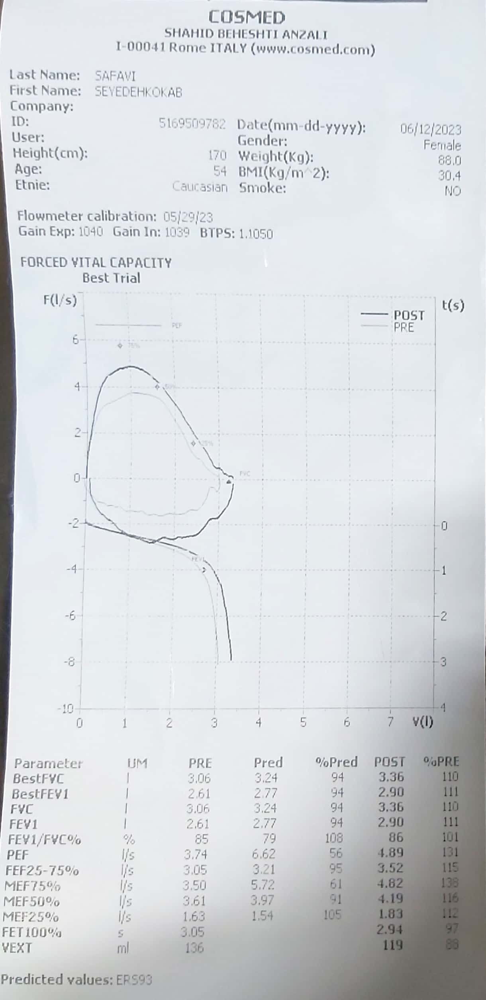 COSMED
SHAHID BEHESHTI ANZALI
I-00041 Rome ITALY (www.cosmed.com)
Last Name: SAFAVI
First Name: SEYEDEHKOKAB
Company:
ID: 5169509782 Date(mm-dd-yyyy): 06/12/2023
User: Gender: Female
Height(cm): 170 Weight(Kg): 88.0
Age: 54 BMI(Kg/m^2): 30.4
Etnie: Caucasian Smoke: NO
Flowmeter calibration: 05/29/23
Gain Exp: 1040 Gain In: 1039 BTPS: 1.1050
FORCED VITAL CAPACITY
Best Trial
F(l/s) t(s)
POST
PRE
PEF
6
75%
4
50%
2
25%
0
FVC
-2 0
FEV1
-4 1
-6 2
-8 3
-10 4
0 1 2 3 4 5 6 7 V(l)
Parameter UM PRE Pred %Pred POST %PRE
BestFVC l 3.06 3.24 94 3.36 110
BestFEV1 l 2.61 2.77 94 2.90 111
FVC l 3.06 3.24 94 3.36 110
FEV1 l 2.61 2.77 94 2.90 111
FEV1/FVC% % 85 79 108 86 101
PEF l/s 3.74 6.62 56 4.89 131
FEF25-75% l/s 3.05 3.21 95 3.52 115
MEF75% l/s 3.50 5.72 61 4.82 138
MEF50% l/s 3.61 3.97 91 4.19 116
MEF25% l/s 1.63 1.54 105 1.83 112
FET100% s 3.05 2.94 97
VEXT ml 136 119 88
Predicted values: ERS93